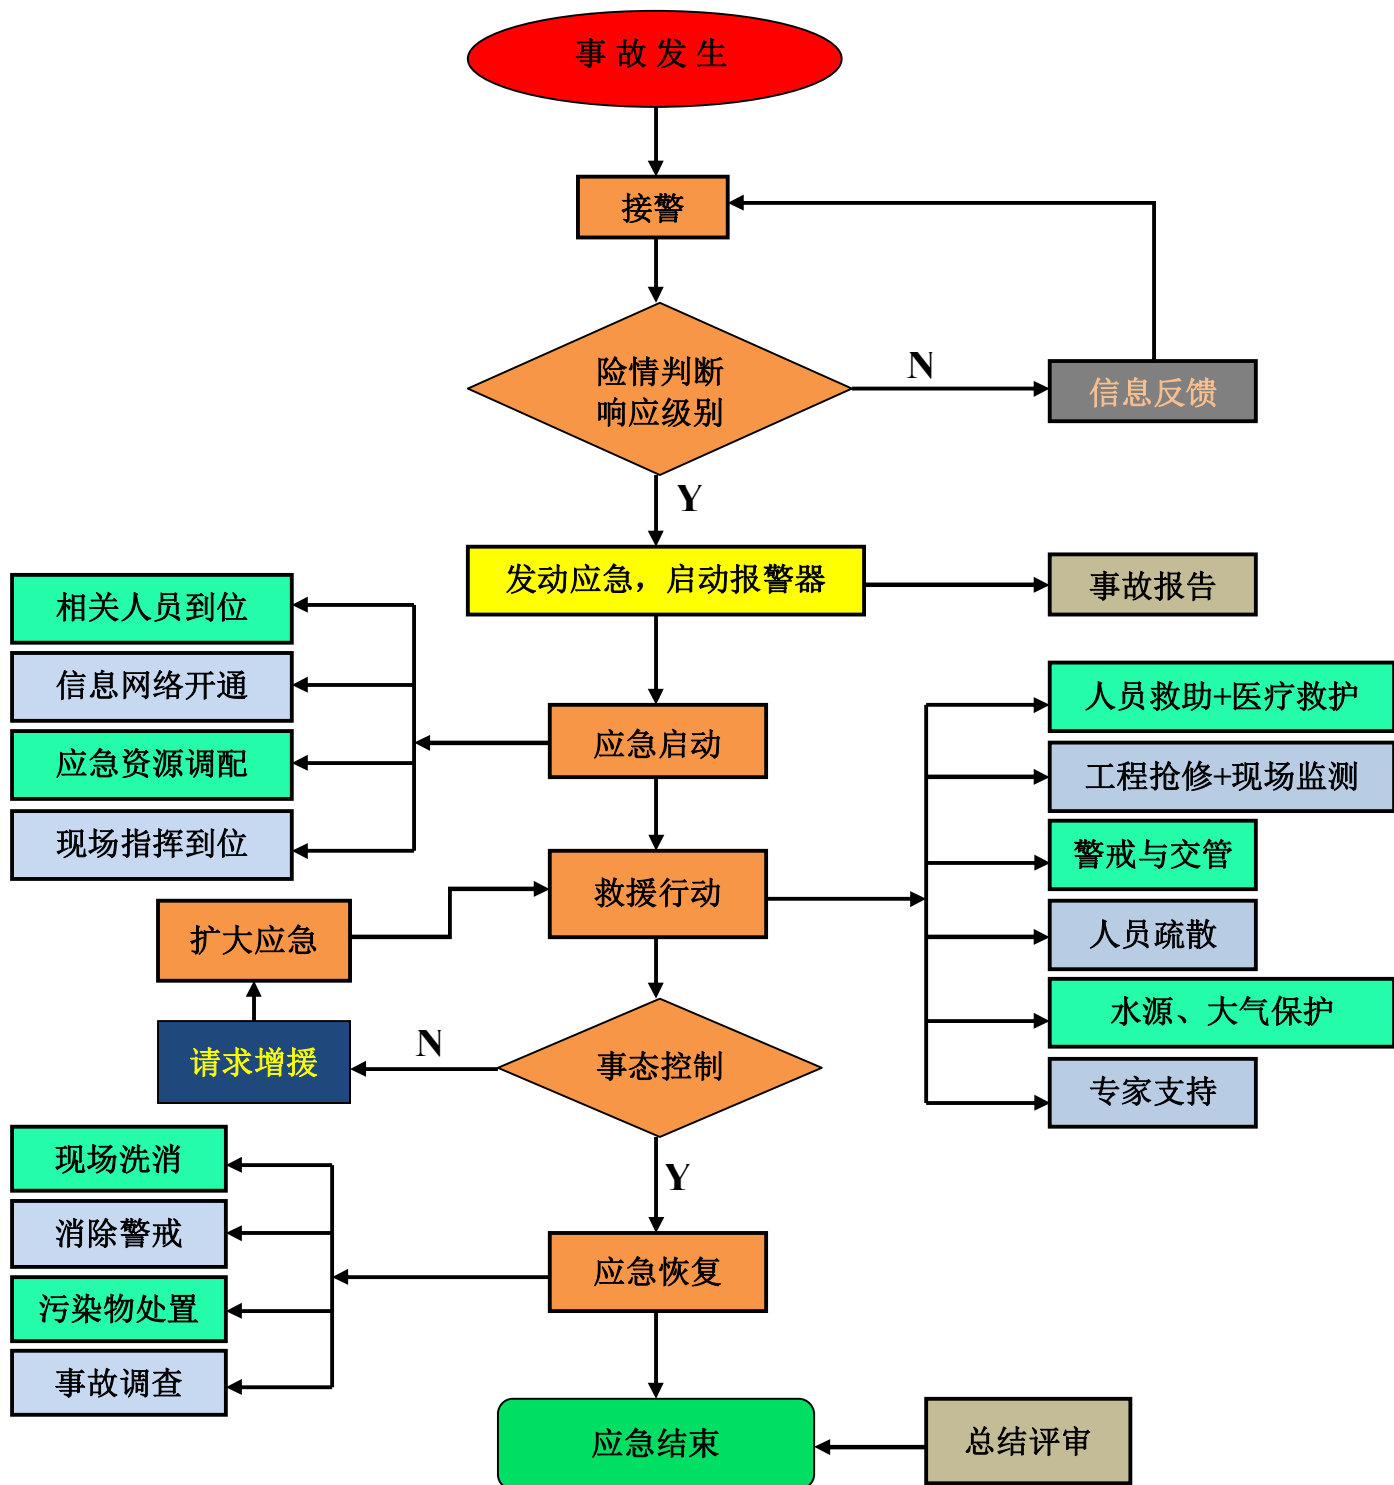 事故发生
接警
险情判断
响应级别
N
信息反馈
Y
发动应急，启动报警器
事故报告
相关人员到位
信息网络开通
应急资源调配
现场指挥到位
应急启动
人员救助+医疗救护
工程抢修+现场监测
警戒与交管
人员疏散
水源、大气保护
专家支持
救援行动
扩大应急
请求增援
N
事态控制
Y
现场洗消
消除警戒
污染物处置
事故调查
应急恢复
应急结束
总结评审